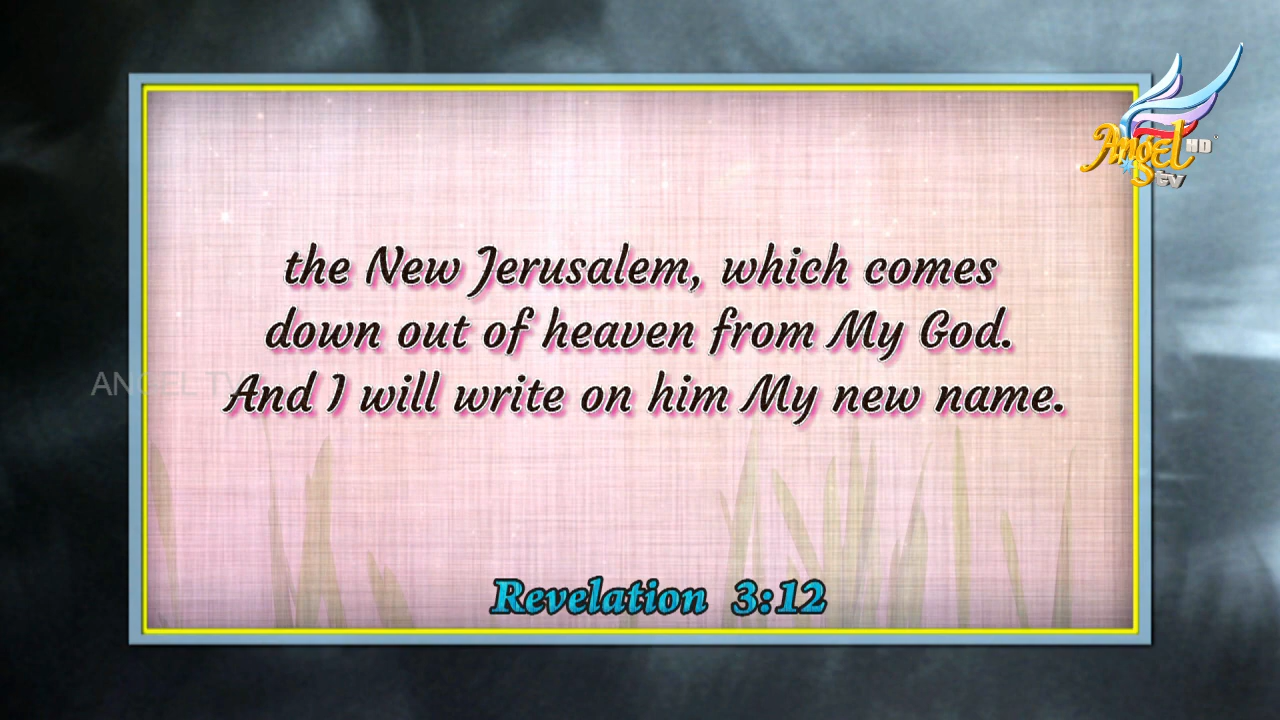 Angel HD
tv
the New Jerusalem, which comes
down out of heaven from My God.
ANGEL TV
And I will write on him My new name.
Revelation 3:12